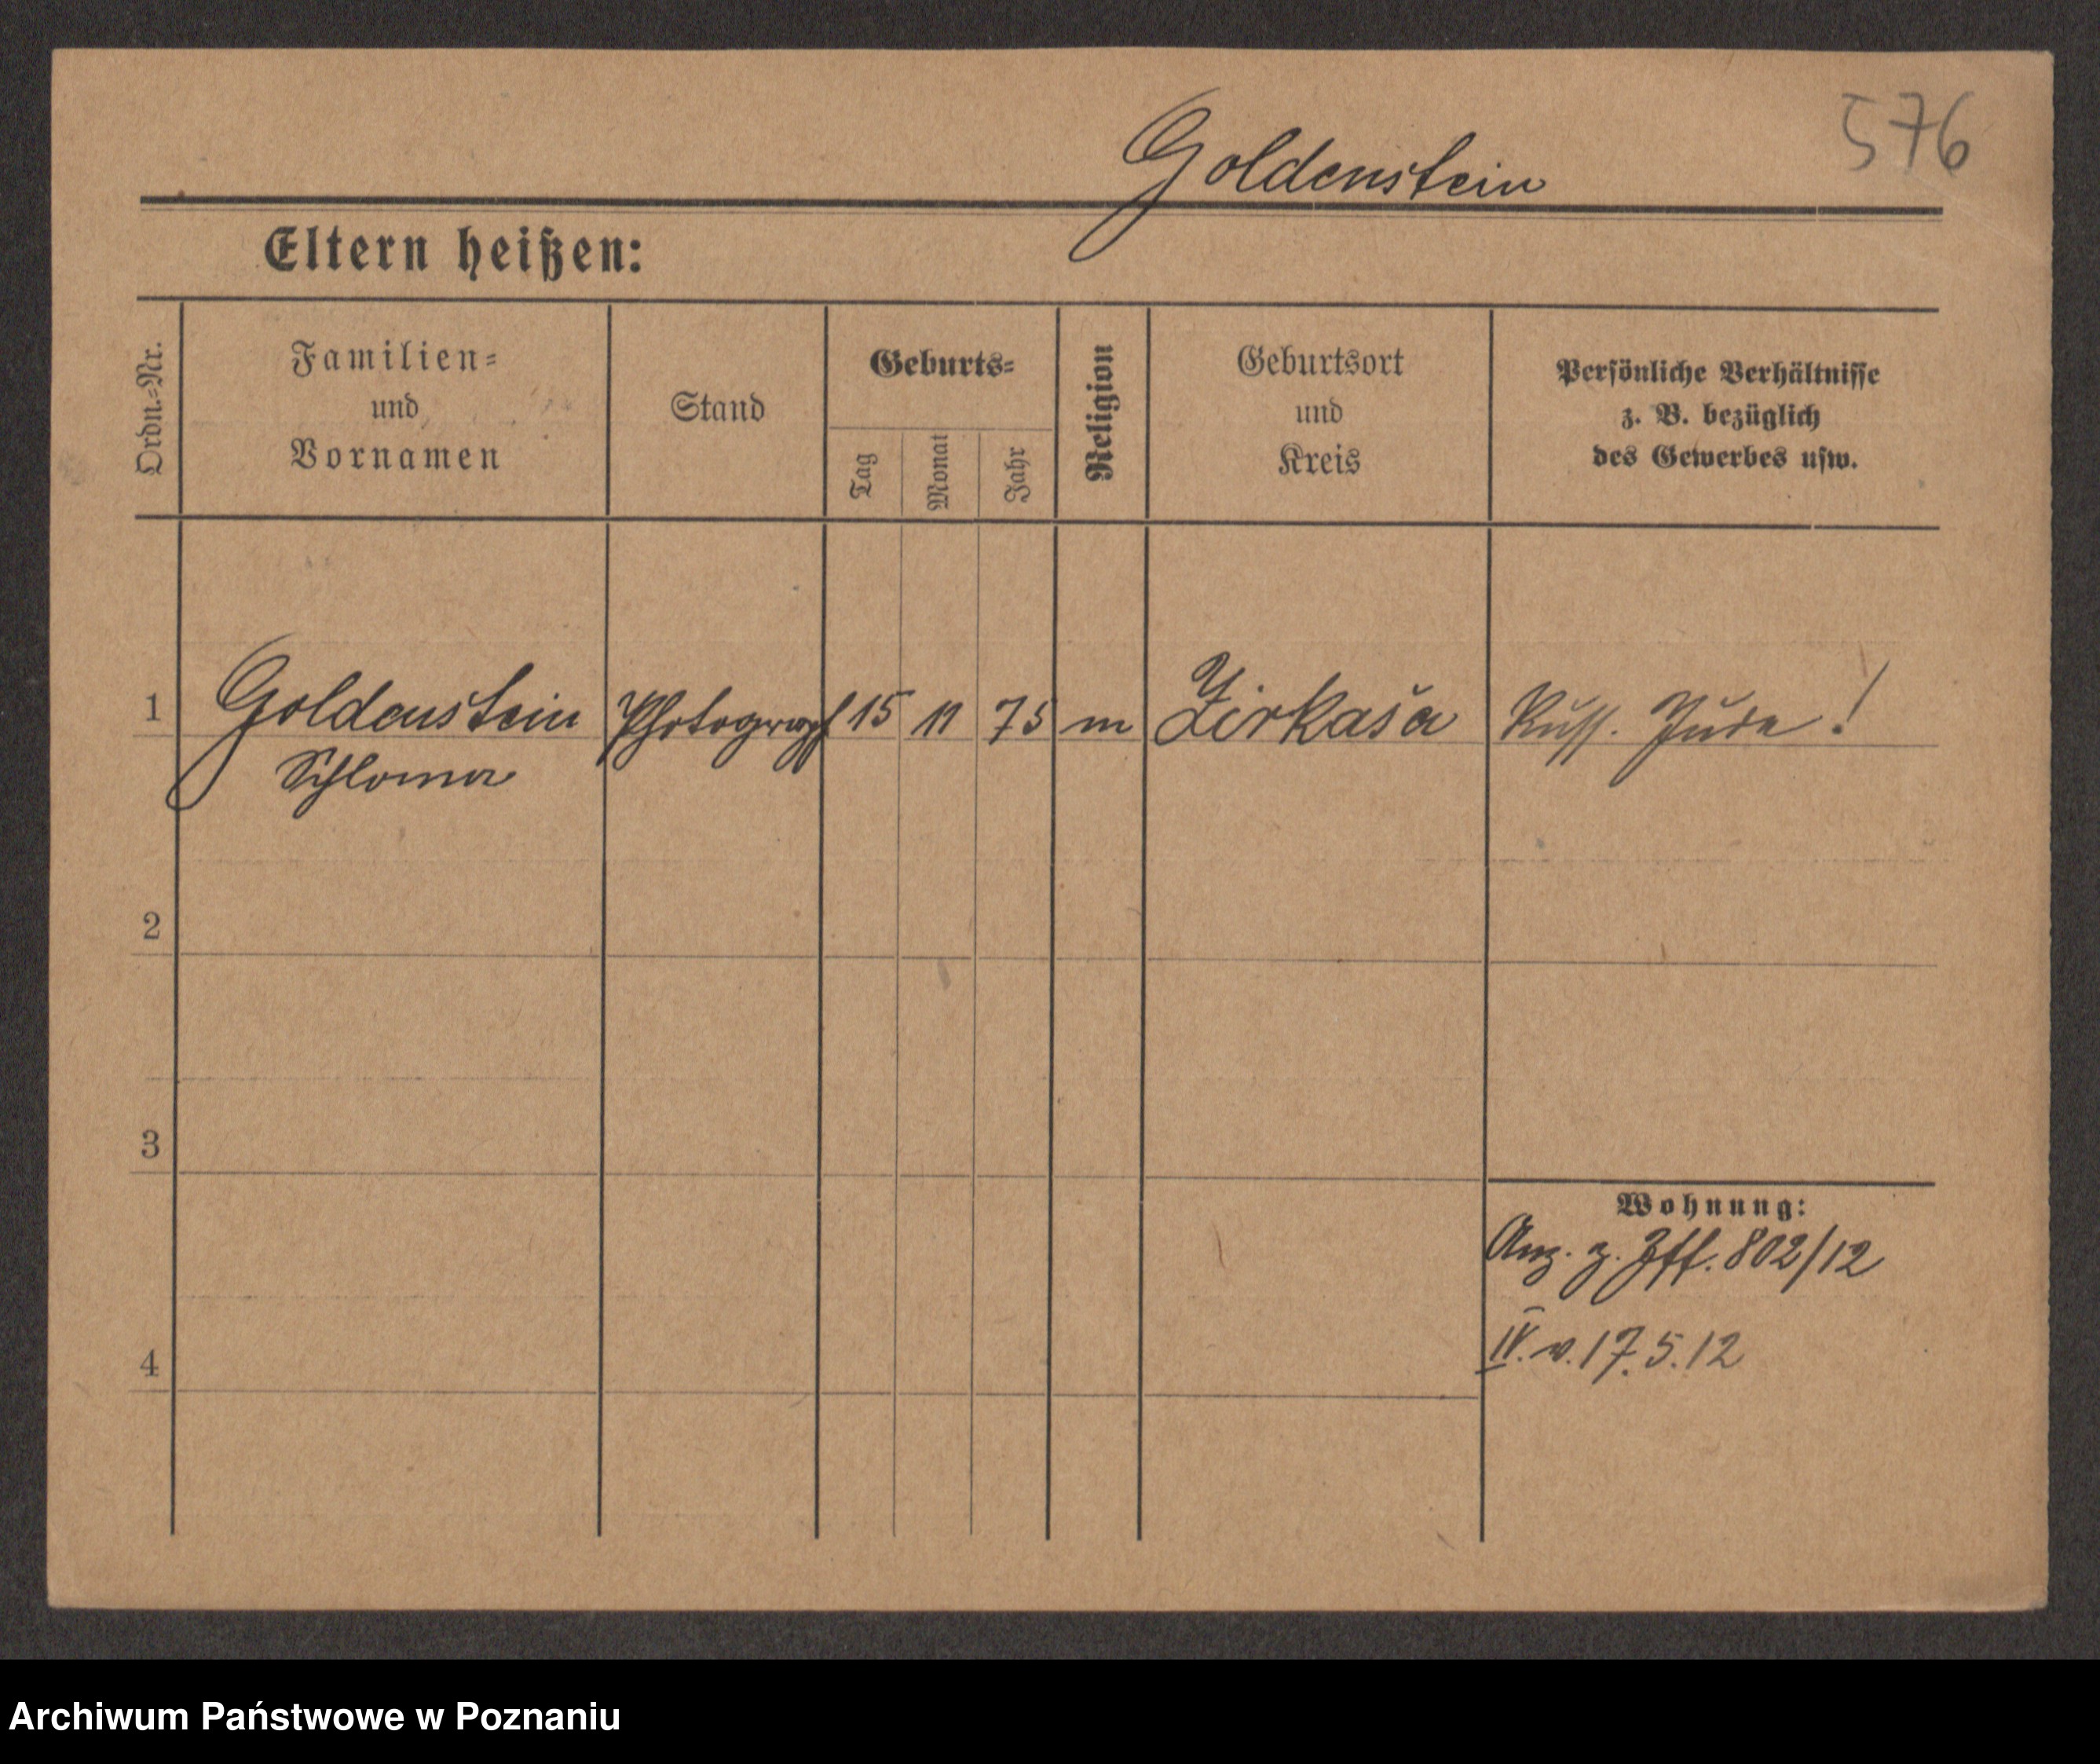 576
Goldenstein
Eltern heißen:
Ordn.-Nr.
Familien-
und
Vornamen
Stand
Geburts-
Tag
Monat
Jahr
Religion
Geburtsort
und
Kreis
Persönliche Verhältnisse
z. B. bezüglich
des Gewerbes usw.
1 Goldenstein Photograph 15 11 75 m Russ. Jude!
Schloma
2
3
Wohnung:
Anz. z. 802/12
IV. v. 17.5.12
4
Archiwum Państwowe w Poznaniu